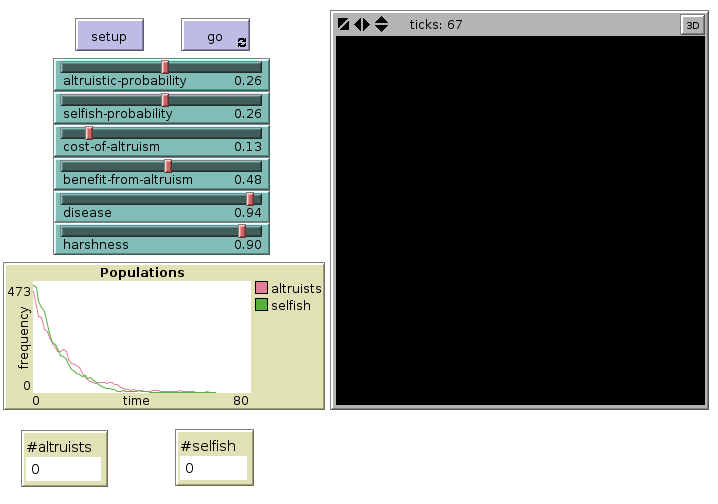 setup
go
ticks: 67
3D
altruistic-probability 0.26
selfish-probability 0.26
cost-of-altruism 0.13
benefit-from-altruism 0.48
disease 0.94
harshness 0.90
Populations
473
frequency
0
0 time 80
altruists
selfish
#altruists
0
#selfish
0